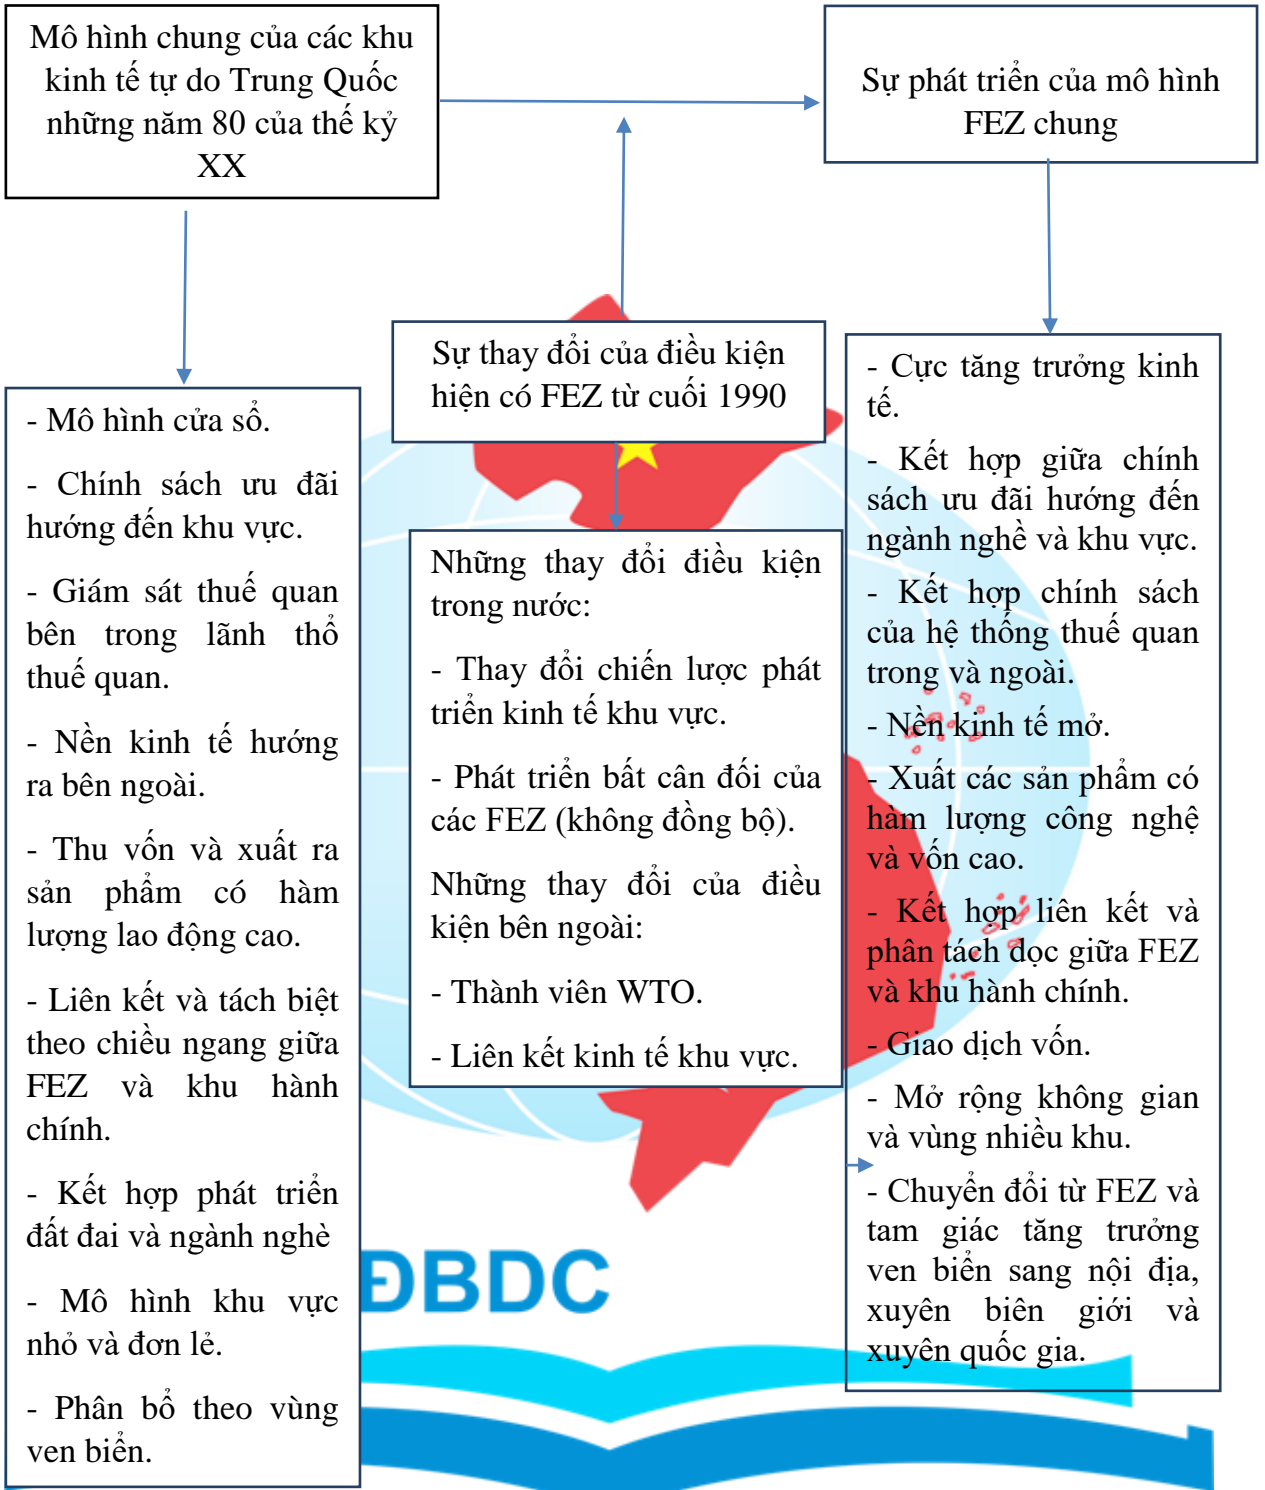 Mô hình chung của các khu
kinh tế tự do Trung Quốc
những năm 80 của thế kỷ
XX
Sự phát triển của mô hình
FEZ chung
Sự thay đổi của điều kiện
hiện có FEZ từ cuối 1990
- Mô hình cửa sổ.
- Chính sách ưu đãi
hướng đến khu vực.
- Giám sát thuế quan
bên trong lãnh thổ
thuế quan.
- Nền kinh tế hướng
ra bên ngoài.
- Thu vốn và xuất ra
sản phẩm có hàm
lượng lao động cao.
- Liên kết và tách biệt
theo chiều ngang giữa
FEZ và khu hành
chính.
- Kết hợp phát triển
đất đai và ngành nghè
- Mô hình khu vực
nhỏ và đơn lẻ.
- Phân bổ theo vùng
ven biển.
Những thay đổi điều kiện
trong nước:
- Thay đổi chiến lược phát
triển kinh tế khu vực.
- Phát triển bất cân đối của
các FEZ (không đồng bộ).
Những thay đổi của điều
kiện bên ngoài:
- Thành viên WTO.
- Liên kết kinh tế khu vực.
- Cực tăng trưởng kinh
tế.
- Kết hợp giữa chính
sách ưu đãi hướng đến
ngành nghề và khu vực.
- Kết hợp chính sách
của hệ thống thuế quan
trong và ngoài.
- Nền kinh tế mở.
- Xuất các sản phẩm có
hàm lượng công nghệ
và vốn cao.
- Kết hợp liên kết và
phân tách dọc giữa FEZ
và khu hành chính.
- Giao dịch vốn.
- Mở rộng không gian
và vùng nhiều khu.
- Chuyển đổi từ FEZ và
tam giác tăng trưởng
ven biển sang nội địa,
xuyên biên giới và
xuyên quốc gia.
ĐBDC